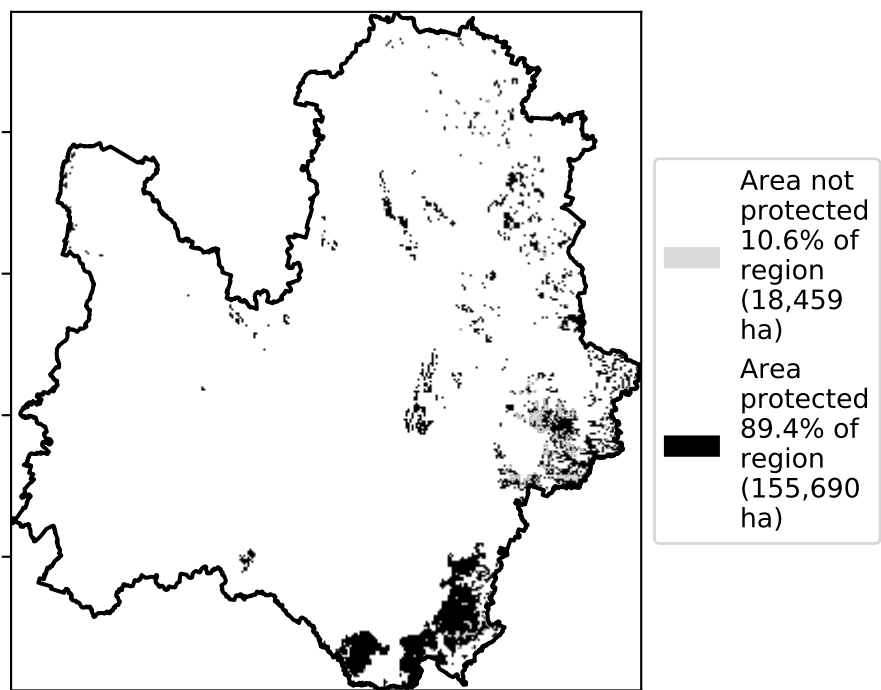 Area not
protected
10.6% of
region
(18,459
ha)
Area
protected
89.4% of
region
(155,690
ha)